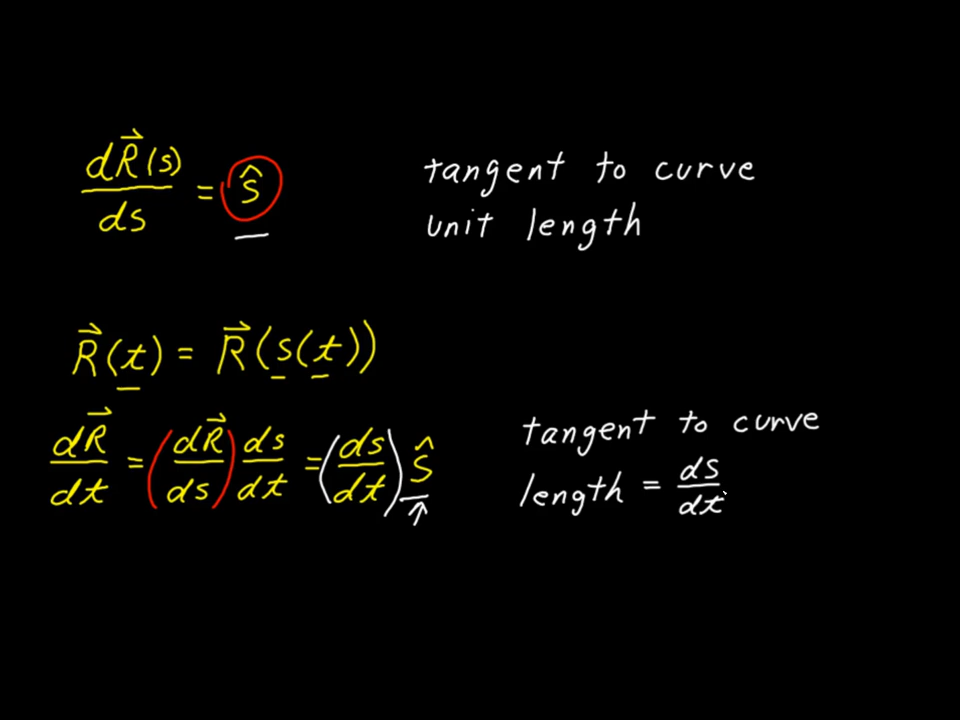 dR⃗(s)/ds = ŝ
tangent to curve
unit length
R⃗(t) = R⃗(s(t))
dR⃗/dt = (dR⃗/ds) ds/dt = (ds/dt) ŝ
↑
tangent to curve
length = ds/dt